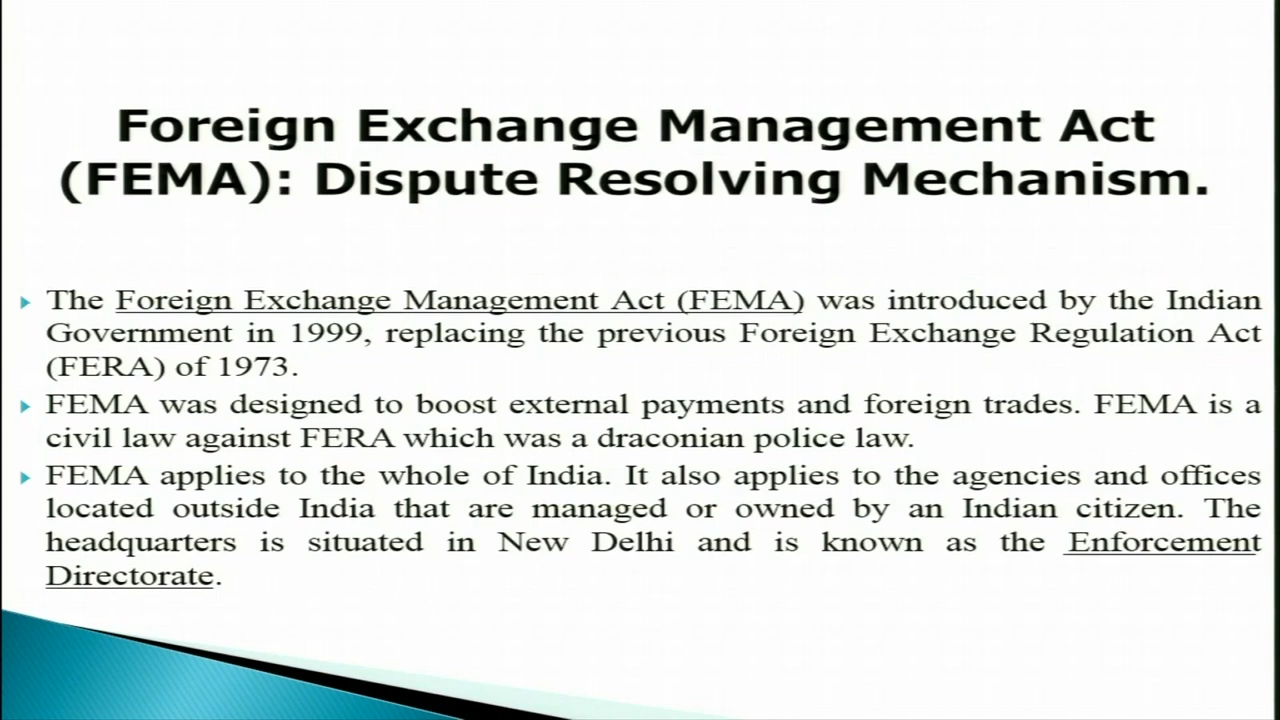 Foreign Exchange Management Act
(FEMA): Dispute Resolving Mechanism.
The Foreign Exchange Management Act (FEMA) was introduced by the Indian
Government in 1999, replacing the previous Foreign Exchange Regulation Act
(FERA) of 1973.
FEMA was designed to boost external payments and foreign trades. FEMA is a
civil law against FERA which was a draconian police law.
FEMA applies to the whole of India. It also applies to the agencies and offices
located outside India that are managed or owned by an Indian citizen. The
headquarters is situated in New Delhi and is known as the Enforcement
Directorate.